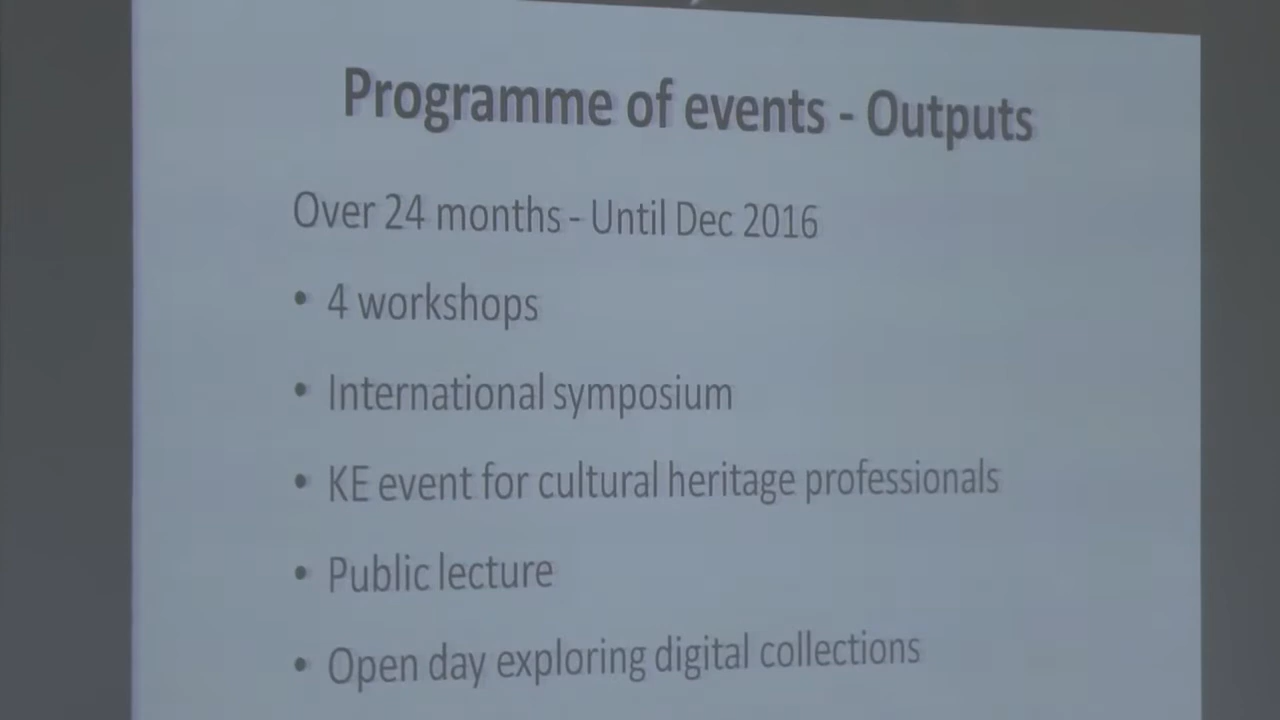 Programme of events - Outputs
Over 24 months - Until Dec 2016
• 4 workshops
• International symposium
• KE event for cultural heritage professionals
• Public lecture
• Open day exploring digital collections